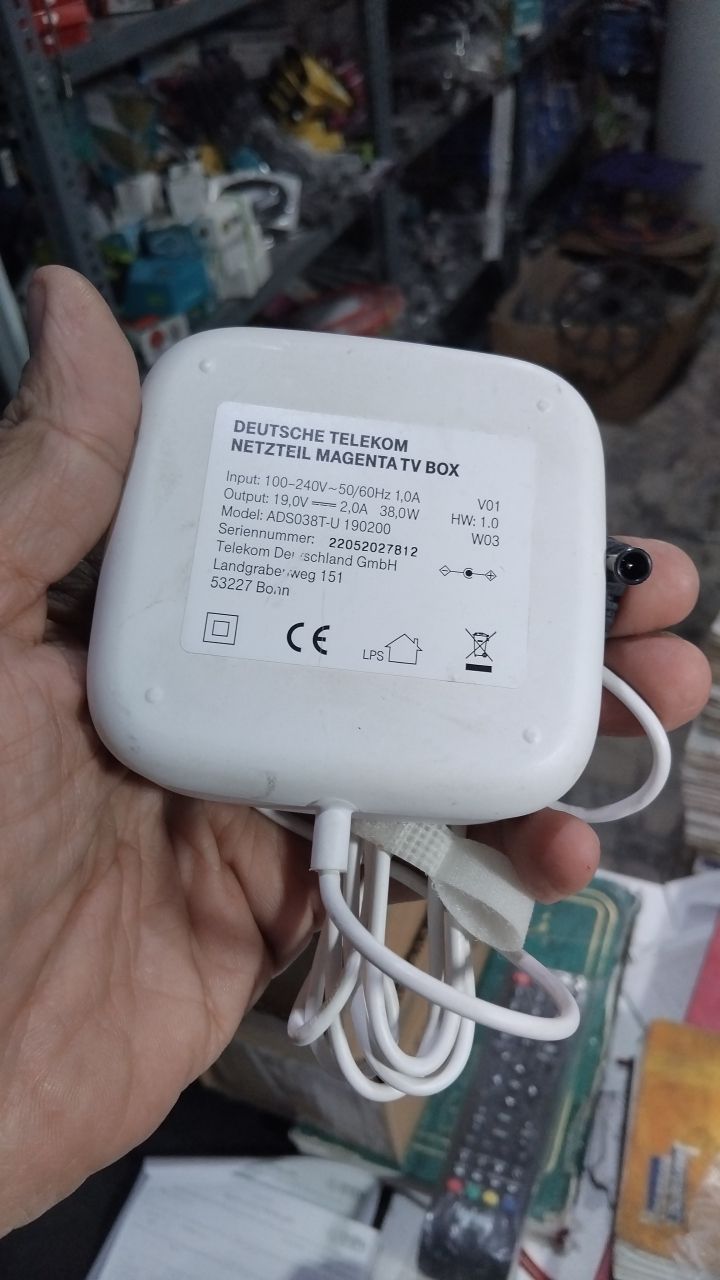 DEUTSCHE TELEKOM
NETZTEIL MAGENTA TV BOX
Input: 100-240V~50/60Hz 1,0A
Output: 19,0V 2,0A 38,0W
Model: ADS038T-U 190200
Seriennummer: 22052027812
Telekom Deutschland GmbH
Landgrabenweg 151
53227 Bonn
V01
HW: 1.0
W03
CE
LPS